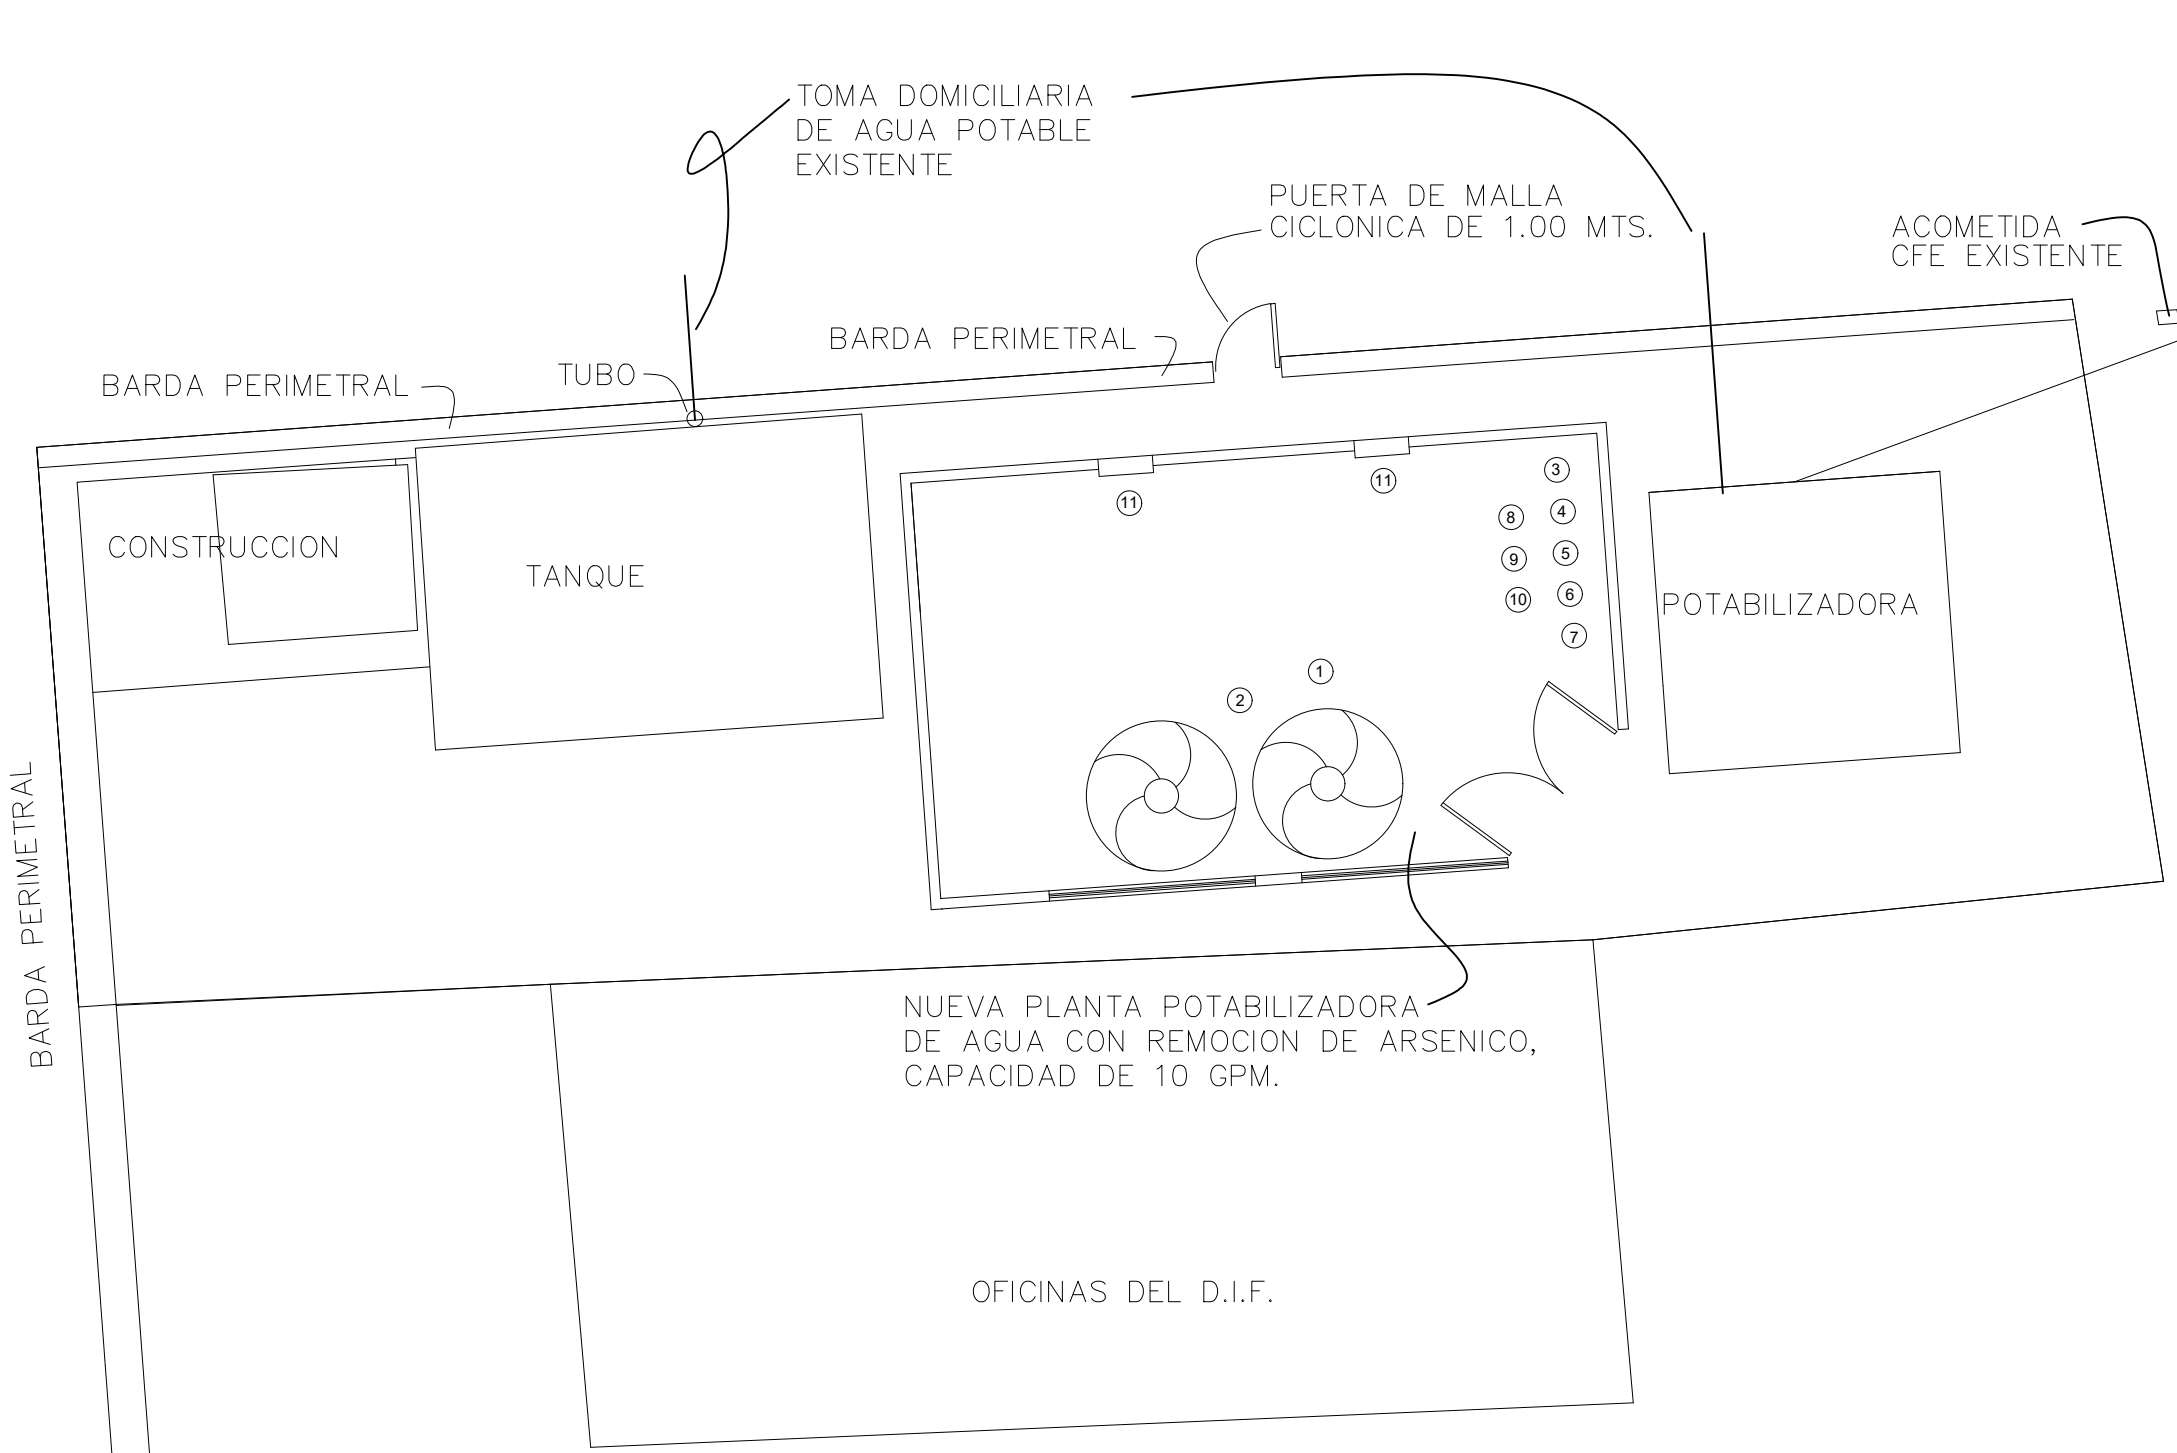 TOMA DOMICILIARIA
DE AGUA POTABLE
EXISTENTE
PUERTA DE MALLA
CICLONICA DE 1.00 MTS.
ACOMETIDA
CFE EXISTENTE
BARDA PERIMETRAL
TUBO
BARDA PERIMETRAL
CONSTRUCCION
TANQUE
11
11
3
8
4
9
5
10
6
7
POTABILIZADORA
1
2
BARDA PERIMETRAL
NUEVA PLANTA POTABILIZADORA
DE AGUA CON REMOCION DE ARSENICO,
CAPACIDAD DE 10 GPM.
OFICINAS DEL D.I.F.